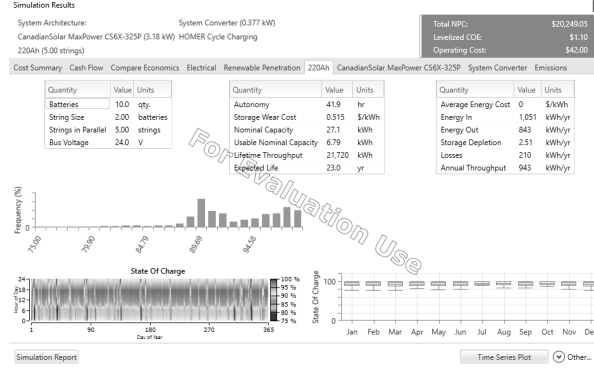 Simulation Results
System Architecture: System Converter (0.377 kW)
CanadianSolar MaxPower CS6X-325P (3.18 kW) HOMER Cycle Charging
220Ah (5.00 strings)
Total NPC: $20,249.05
Levelized COE: $1.10
Operating Cost: $42.00
Cost Summary Cash Flow Compare Economics Electrical Renewable Penetration 220Ah CanadianSolar MaxPower CS6X-325P System Converter Emissions
Quantity Value Units
Batteries 10.0 qty.
String Size 2.00 batteries
Strings in Parallel 5.00 strings
Bus Voltage 24.0 V
Quantity Value Units
Autonomy 41.9 hr
Storage Wear Cost 0.515 $/kWh
Nominal Capacity 27.1 kWh
Usable Nominal Capacity 6.79 kWh
Lifetime Throughput 21,720 kWh
Expected Life 23.0 yr
Quantity Value Units
Average Energy Cost 0 $/kWh
Energy In 1,051 kWh/yr
Energy Out 843 kWh/yr
Storage Depletion 2.51 kWh/yr
Losses 210 kWh/yr
Annual Throughput 943 kWh/yr
For Evaluation Use
Frequency (%)
15
0
75.00 79.90 84.79 89.69 94.58
State Of Charge
Hour of Day
24
18
12
6
0
1 90 180 270 365
Day of Year
100 %
95 %
90 %
85 %
80 %
75 %
State Of Charge
100
0
Jan Feb Mar Apr May Jun Jul Aug Sep Oct Nov De
Simulation Report
Time Series Plot
Other...